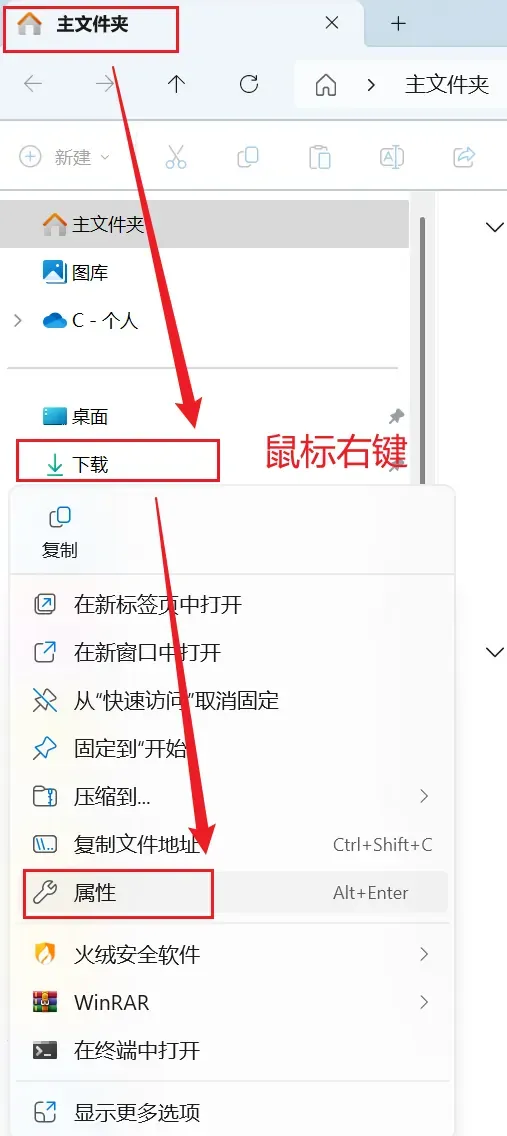 主文件夹
主文件夹
新建
主文件夹
图库
C - 个人
桌面
下载
鼠标右键
复制
在新标签页中打开
在新窗口中打开
从“快速访问”取消固定
固定到“开始”
压缩到...
复制文件地址 Ctrl+Shift+C
属性 Alt+Enter
火绒安全软件
WinRAR
在终端中打开
显示更多选项